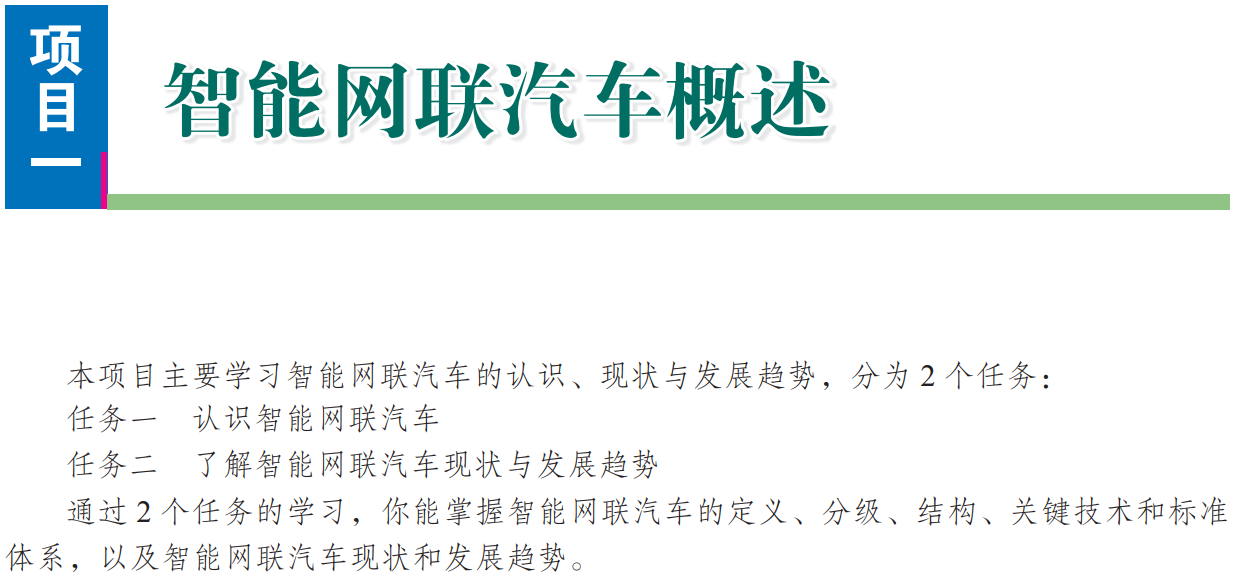 项目一
智能网联汽车概述
本项目主要学习智能网联汽车的认识、现状与发展趋势，分为 2 个任务：
任务一　认识智能网联汽车
任务二　了解智能网联汽车现状与发展趋势
通过 2 个任务的学习，你能掌握智能网联汽车的定义、分级、结构、关键技术和标准
体系，以及智能网联汽车现状和发展趋势。